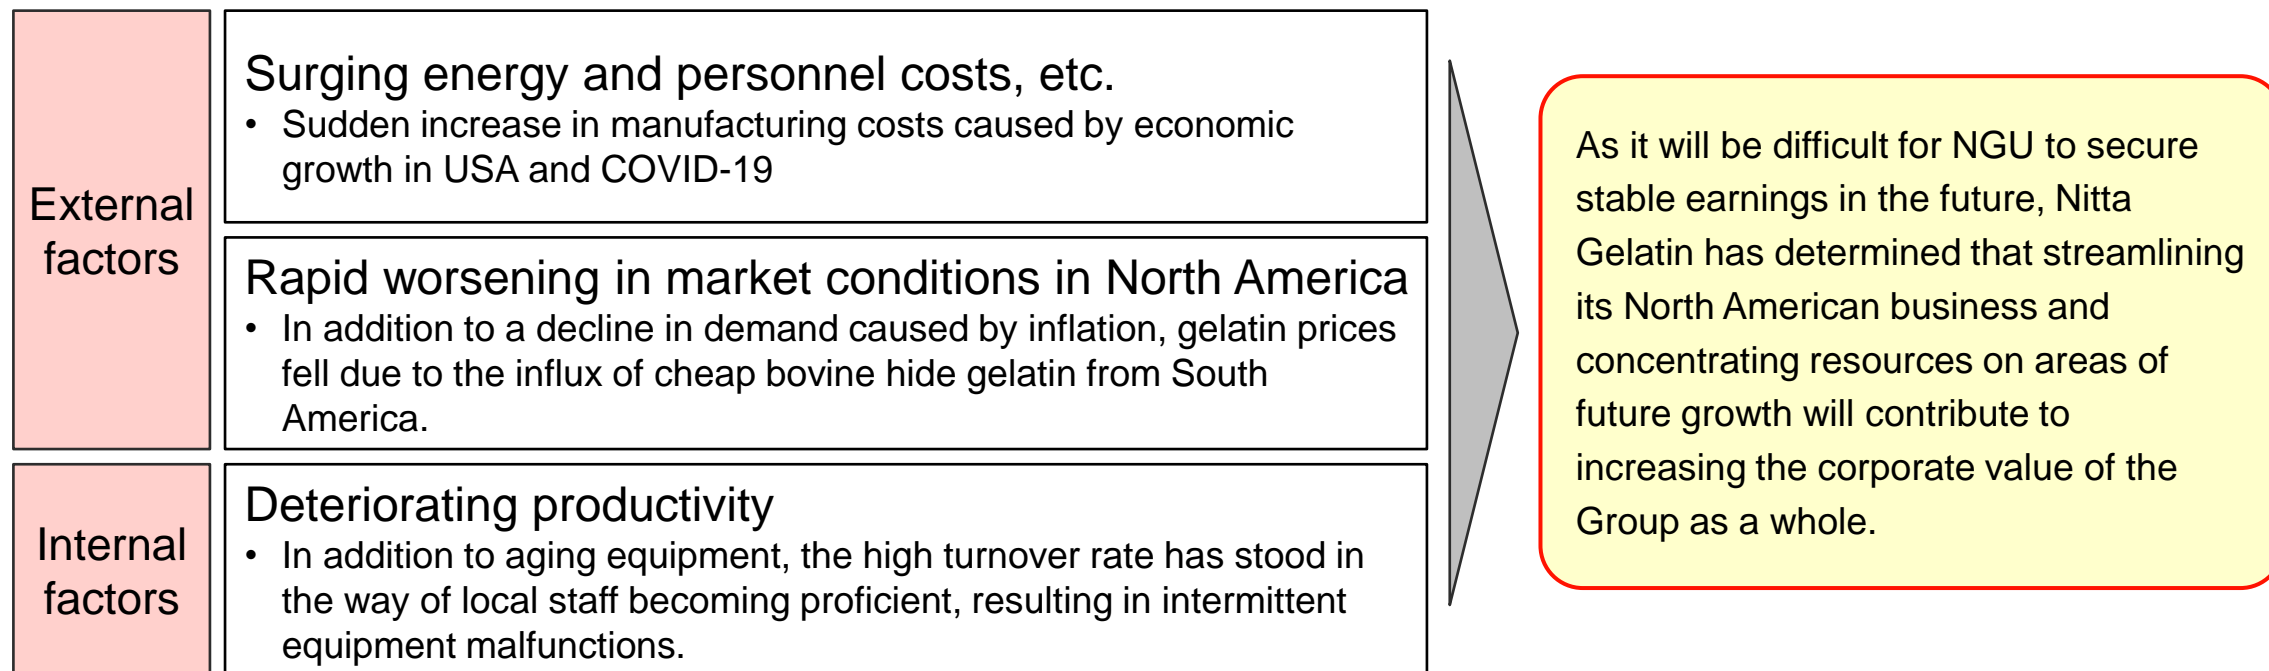 External
factors
Surging energy and personnel costs, etc.
• Sudden increase in manufacturing costs caused by economic
growth in USA and COVID-19
Rapid worsening in market conditions in North America
• In addition to a decline in demand caused by inflation, gelatin prices
fell due to the influx of cheap bovine hide gelatin from South
America.
Internal
factors
Deteriorating productivity
• In addition to aging equipment, the high turnover rate has stood in
the way of local staff becoming proficient, resulting in intermittent
equipment malfunctions.
As it will be difficult for NGU to secure
stable earnings in the future, Nitta
Gelatin has determined that streamlining
its North American business and
concentrating resources on areas of
future growth will contribute to
increasing the corporate value of the
Group as a whole.